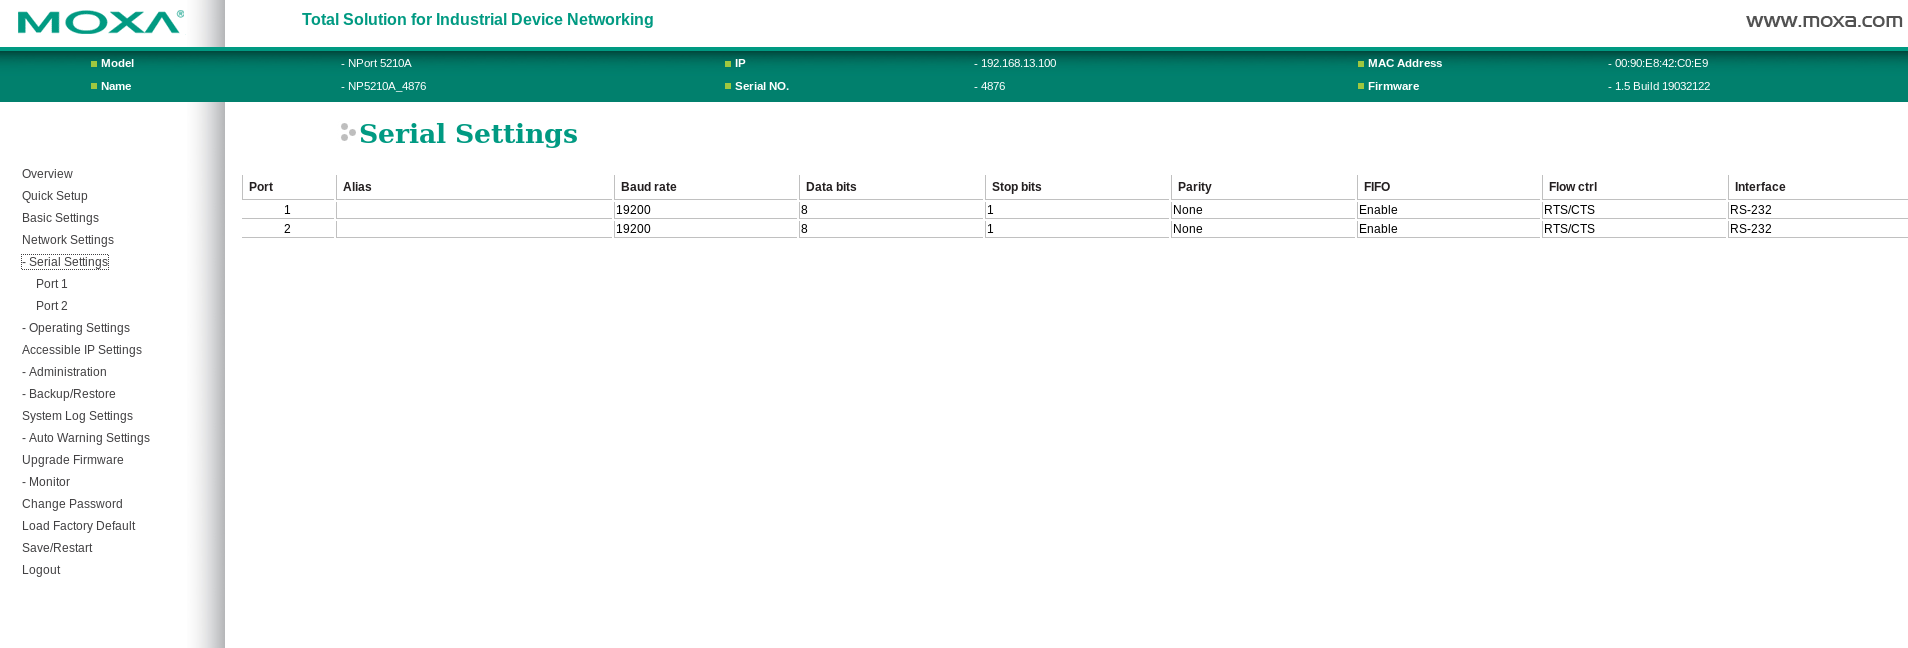 MOXA®
Total Solution for Industrial Device Networking
www.moxa.com
Model - NPort 5210A IP - 192.168.13.100 MAC Address - 00:90:E8:42:C0:E9
Name - NP5210A_4876 Serial NO. - 4876 Firmware - 1.5 Build 19032122
Overview
Quick Setup
Basic Settings
Network Settings
- Serial Settings
Port 1
Port 2
- Operating Settings
Accessible IP Settings
- Administration
- Backup/Restore
System Log Settings
- Auto Warning Settings
Upgrade Firmware
- Monitor
Change Password
Load Factory Default
Save/Restart
Logout
Serial Settings
Port Alias Baud rate Data bits Stop bits Parity FIFO Flow ctrl Interface
1 19200 8 1 None Enable RTS/CTS RS-232
2 19200 8 1 None Enable RTS/CTS RS-232